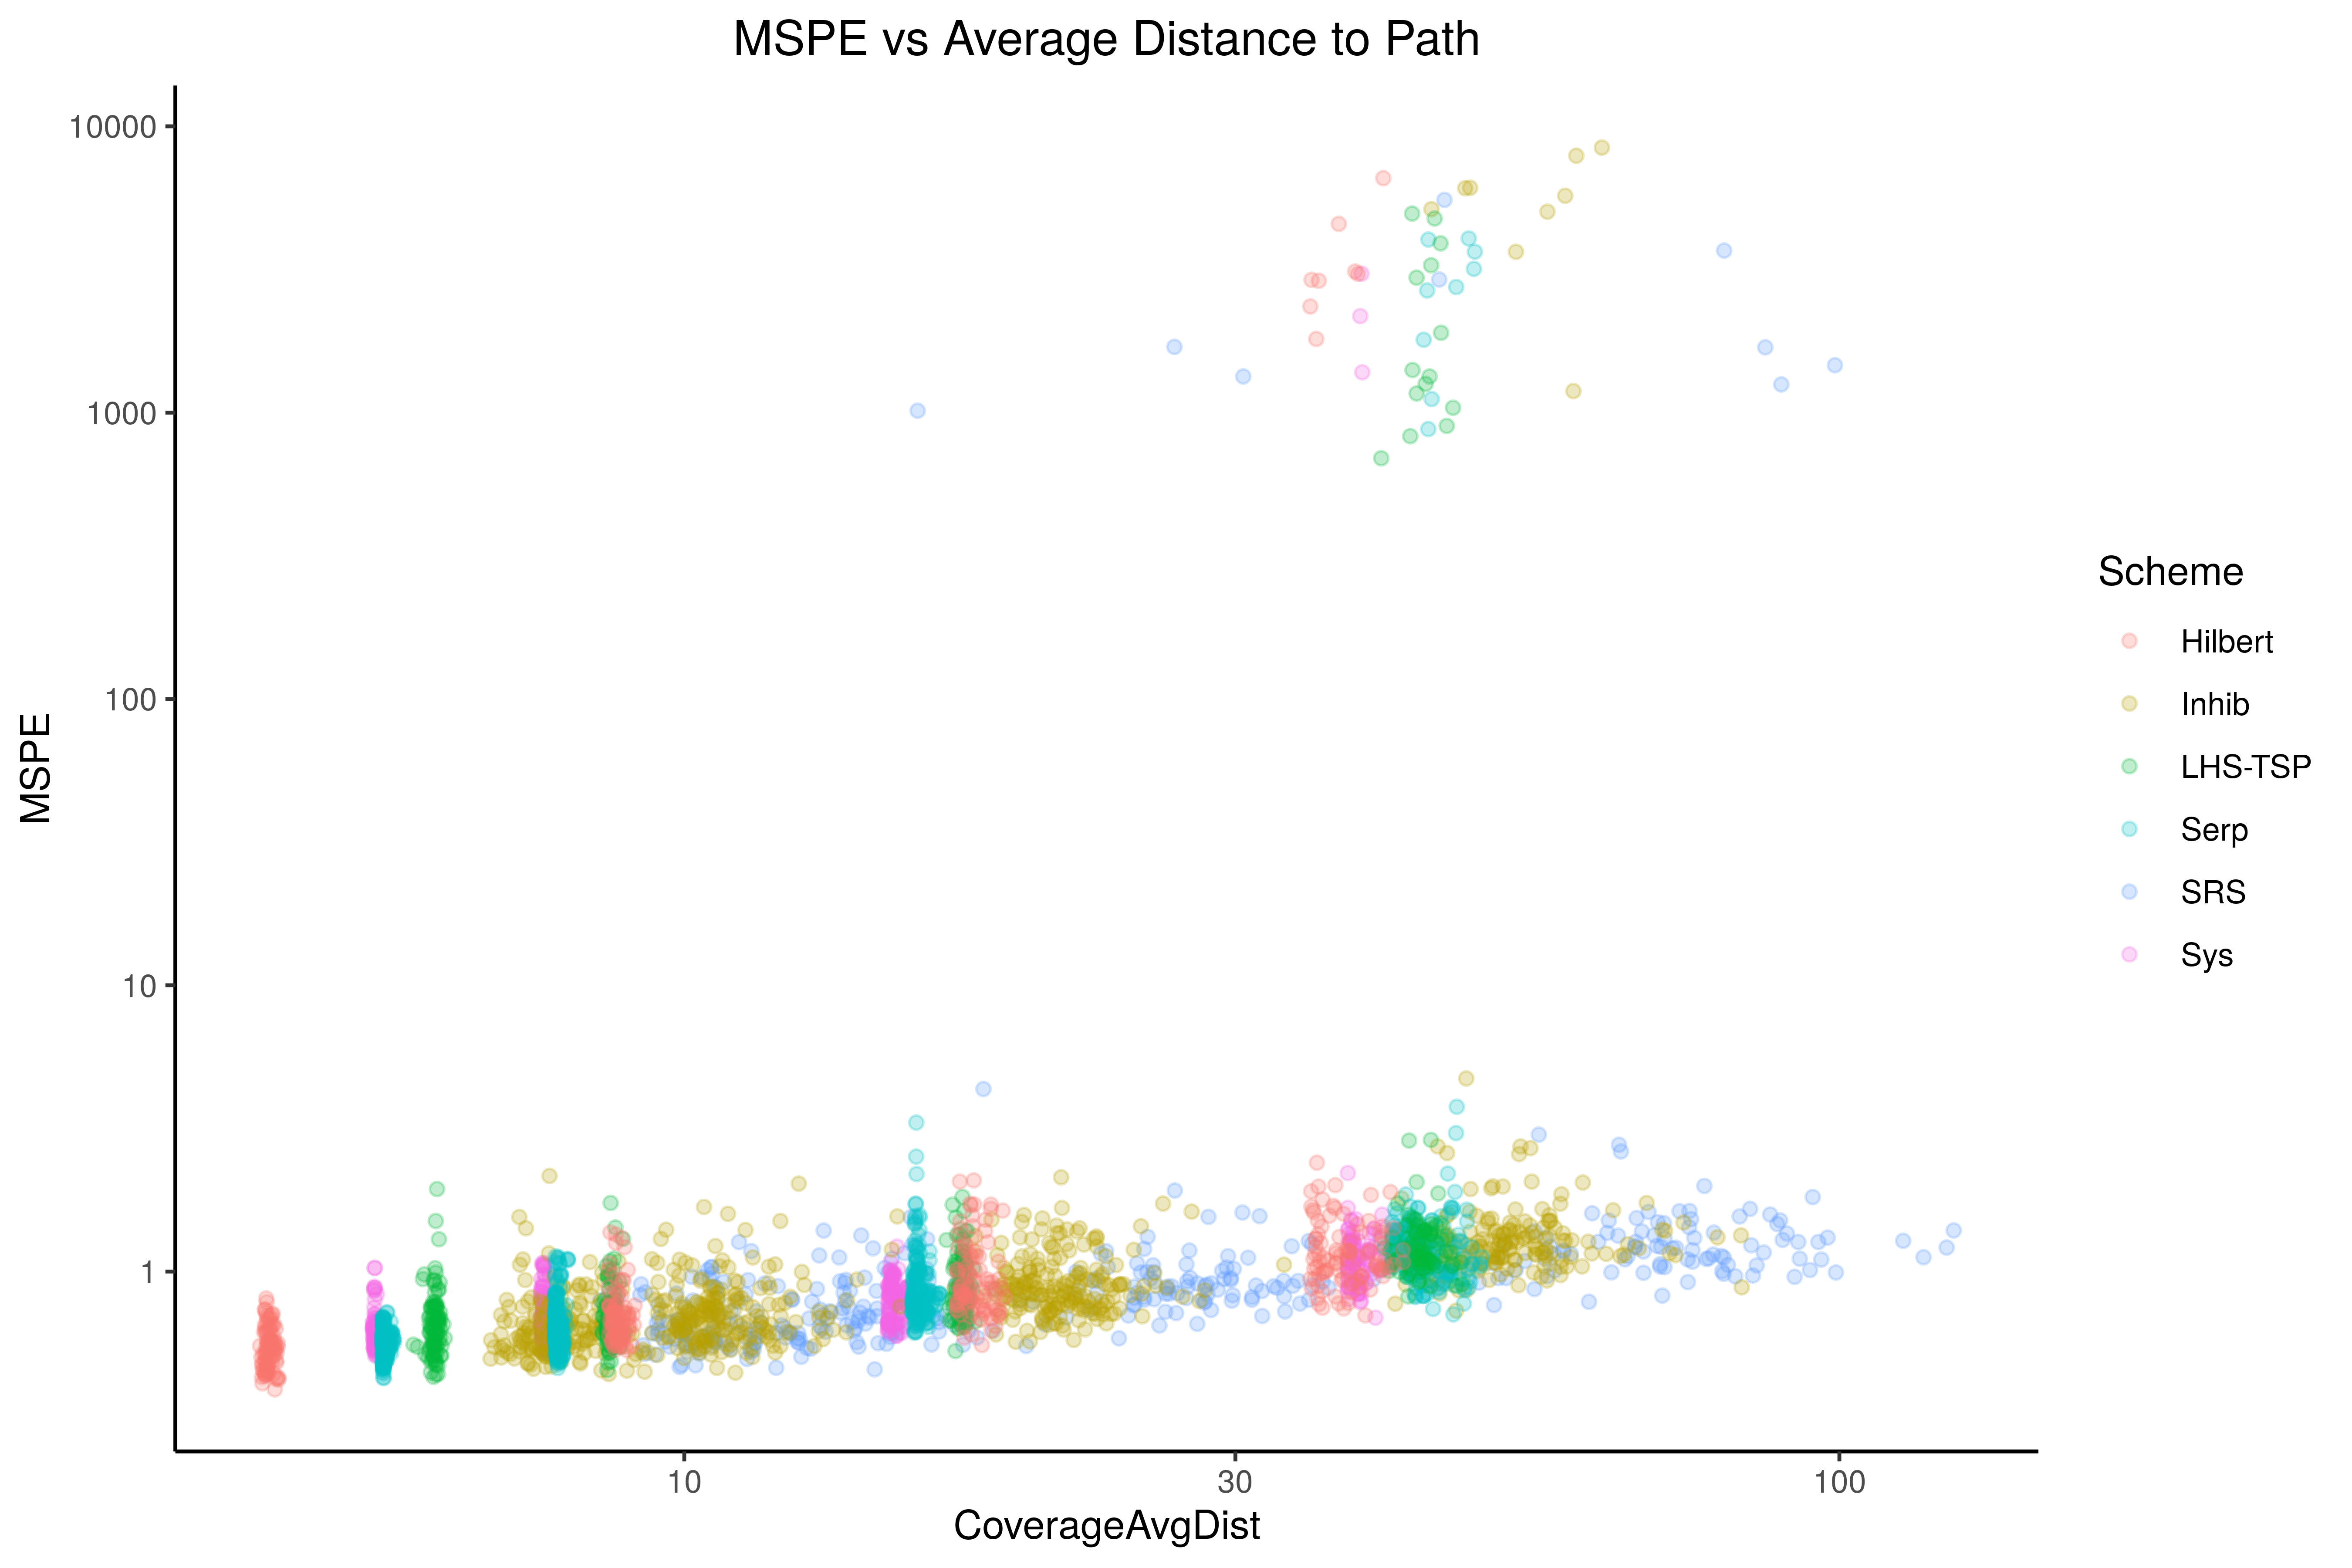 MSPE vs Average Distance to Path
10000
1000
100
10
1
MSPE
10
30
100
CoverageAvgDist
Scheme
Hilbert
Inhib
LHS-TSP
Serp
SRS
Sys